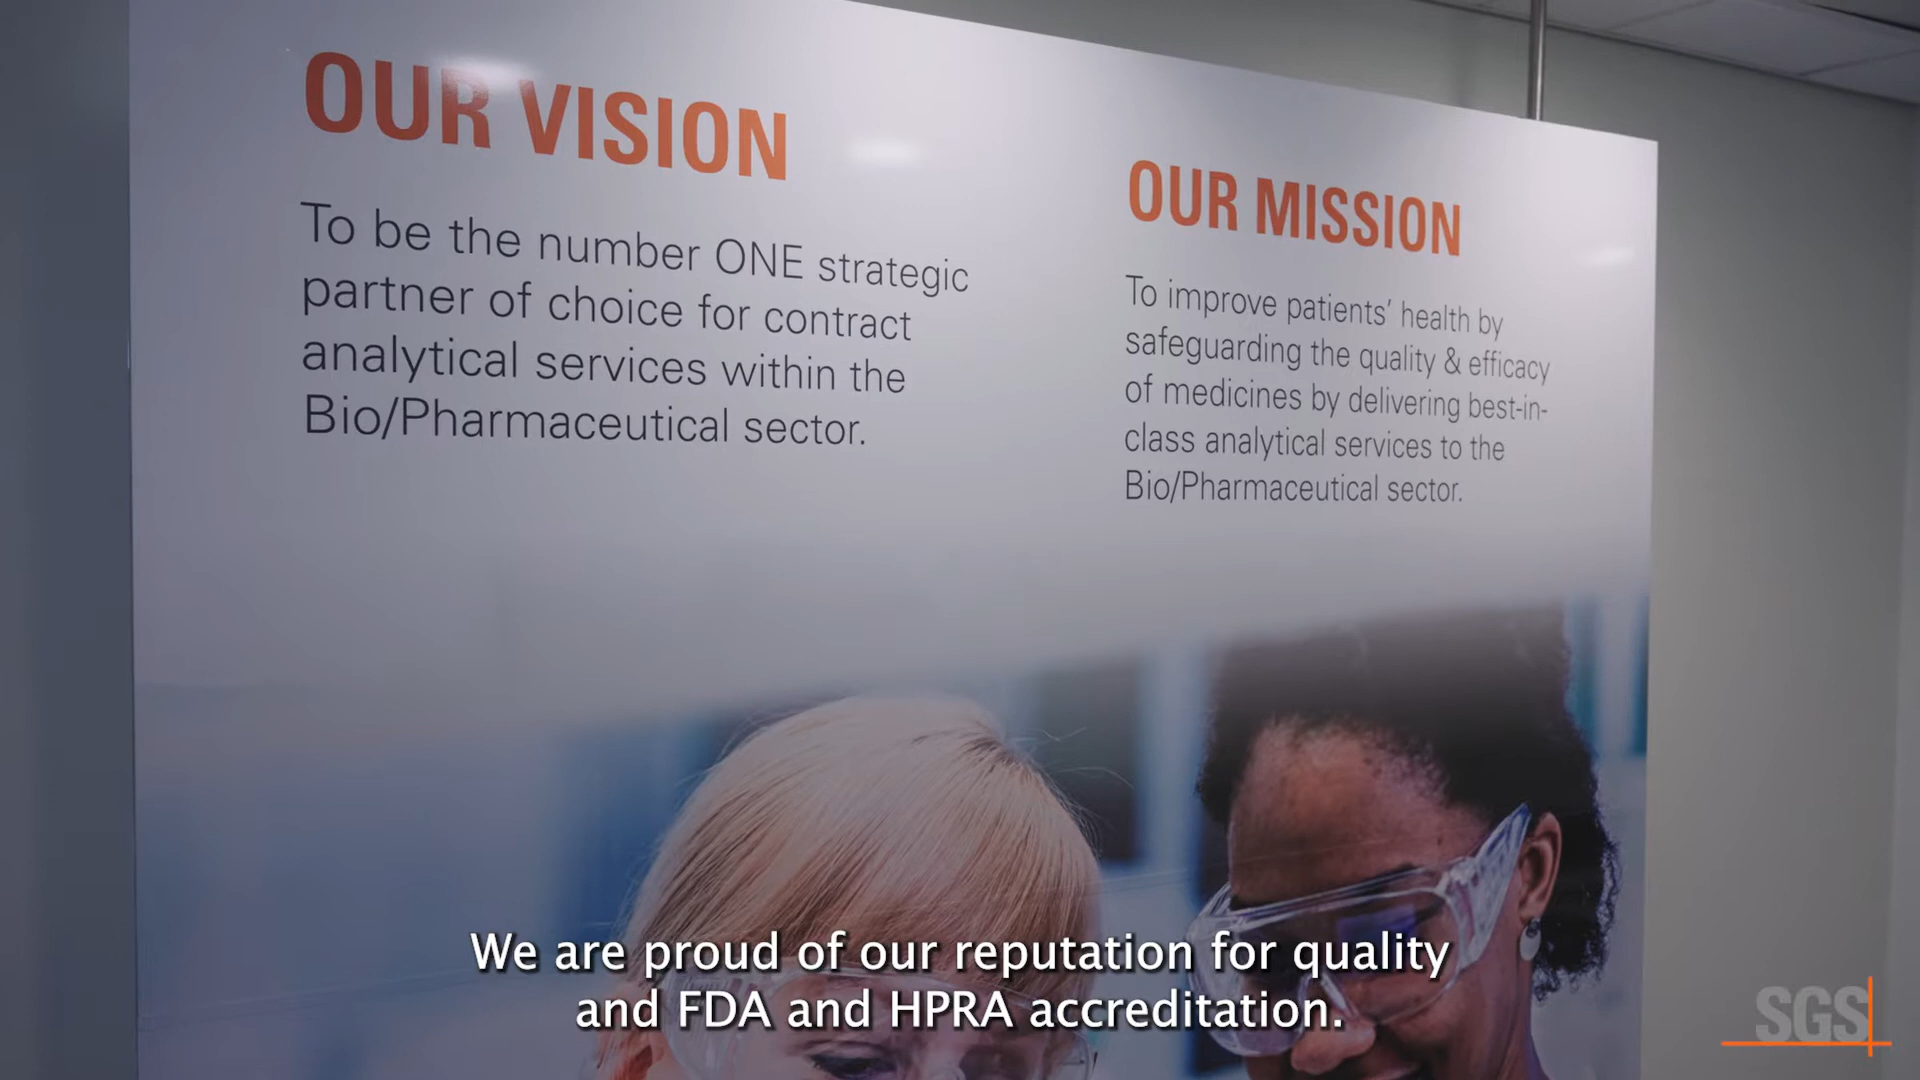 OUR VISION
To be the number ONE strategic
partner of choice for contract
analytical services within the
Bio/Pharmaceutical sector.
OUR MISSION
To improve patients' health by
safeguarding the quality & efficacy
of medicines by delivering best-in-
class analytical services to the
Bio/Pharmaceutical sector.
We are proud of our reputation for quality
and FDA and HPRA accreditation.
SGS